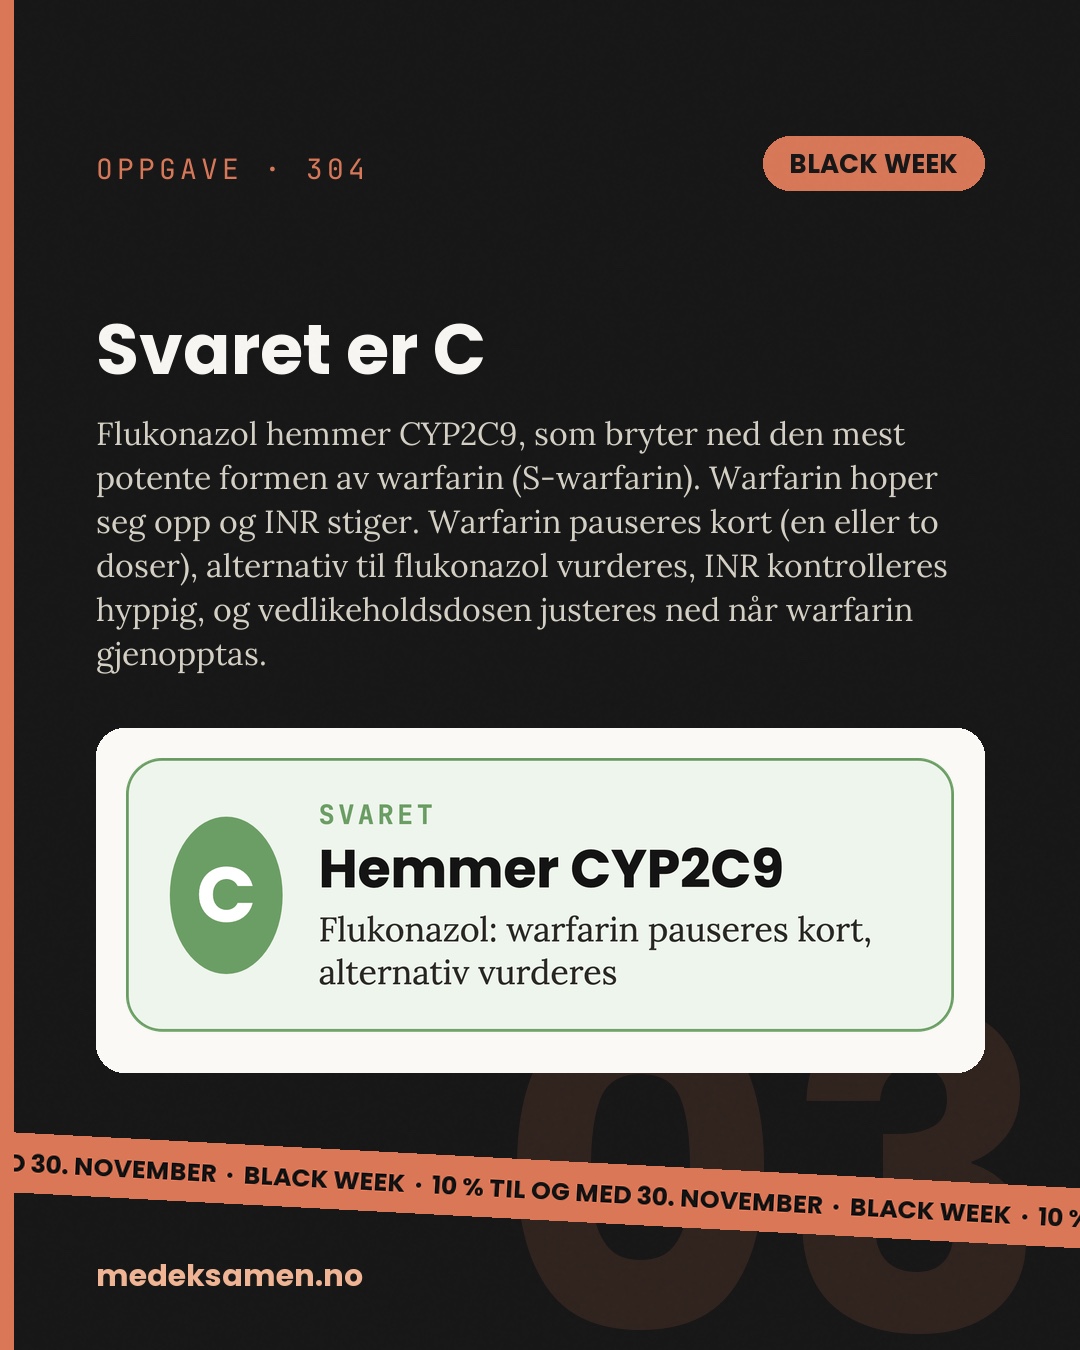 OPPGAVE · 304
BLACK WEEK
Svaret er C
Flukonazol hemmer CYP2C9, som bryter ned den mest
potente formen av warfarin (S-warfarin). Warfarin hoper
seg opp og INR stiger. Warfarin pauseres kort (en eller to
doser), alternativ til flukonazol vurderes, INR kontrolleres
hyppig, og vedlikeholdsdosen justeres ned når warfarin
gjenopptas.
C
SVARET
Hemmer CYP2C9
Flukonazol: warfarin pauseres kort,
alternativ vurderes
03
30. NOVEMBER · BLACK WEEK · 10 % TIL OG MED 30. NOVEMBER · BLACK WEEK · 10 %
medeksamen.no